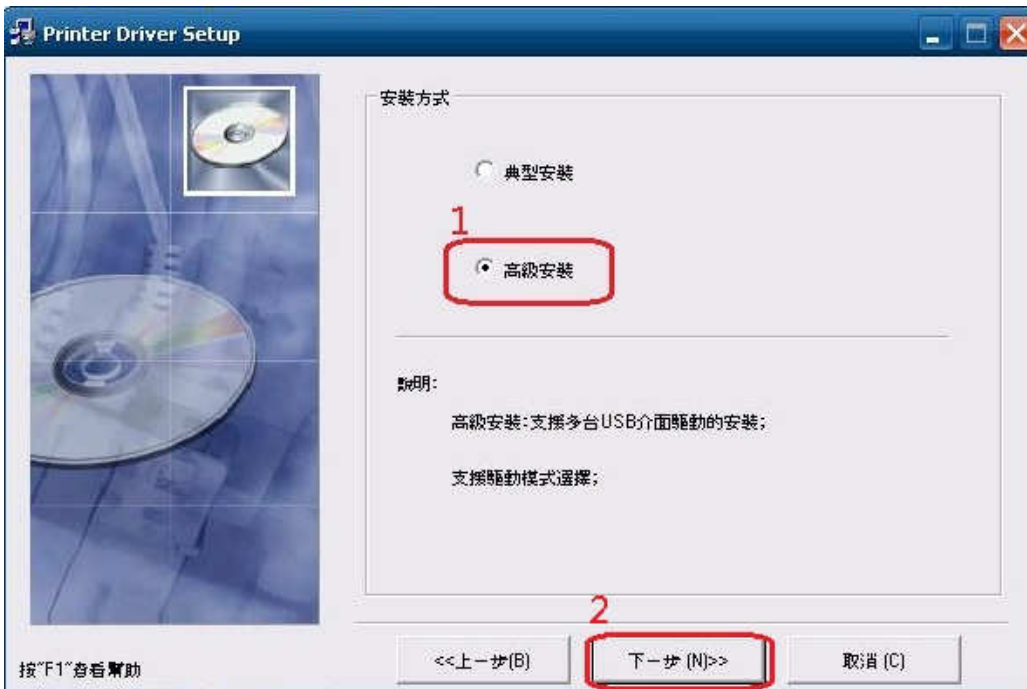 Printer Driver Setup
安裝方式
典型安裝
1
高級安裝
說明:
高級安裝:支援多台USB介面驅動的安裝;
支援驅動模式選擇;
2
按"F1"查看幫助
<<上一步(B)
下一步 (N)>>
取消 (C)